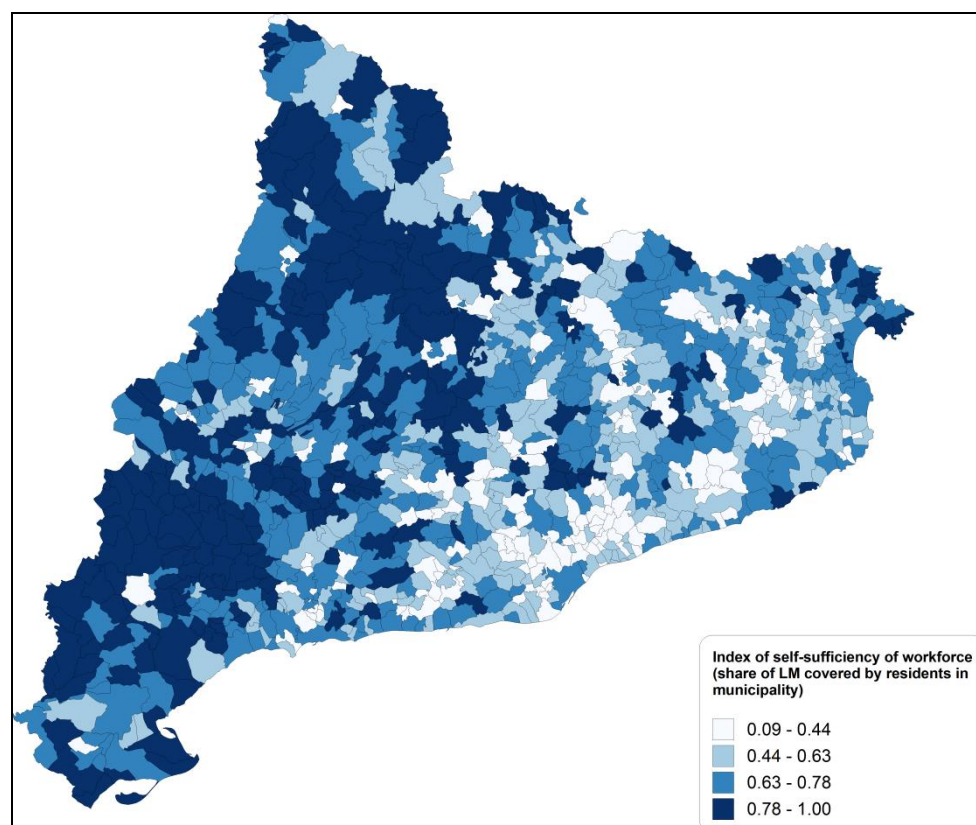 Index of self-sufficiency of workforce
(share of LM covered by residents in
municipality)
0.09 - 0.44
0.44 - 0.63
0.63 - 0.78
0.78 - 1.00